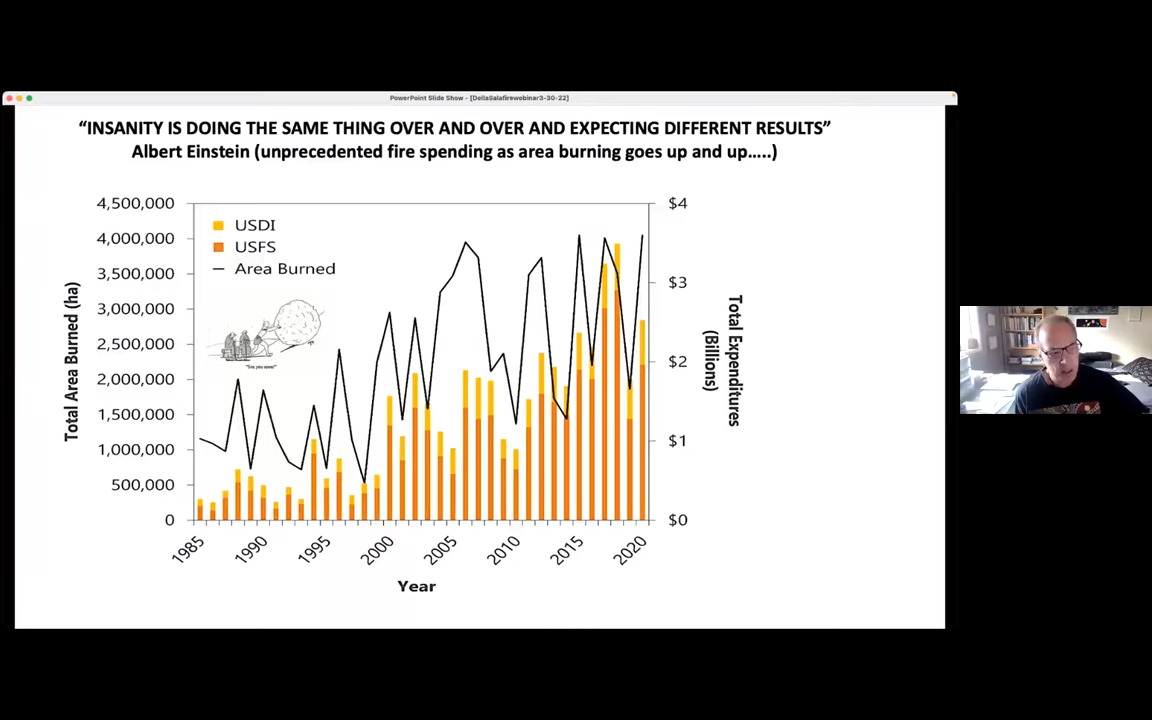 PowerPoint Slide Show - [DellaSalafirewebinar3-30-22]
“INSANITY IS DOING THE SAME THING OVER AND OVER AND EXPECTING DIFFERENT RESULTS”
Albert Einstein (unprecedented fire spending as area burning goes up and up.....)
4,500,000
4,000,000
3,500,000
3,000,000
2,500,000
2,000,000
1,500,000
1,000,000
500,000
0
Total Area Burned (ha)
USDI
USFS
Area Burned
$4
$3
$2
$1
$0
Total Expenditures
(Billions)
1985
1990
1995
2000
2005
2010
2015
2020
Year